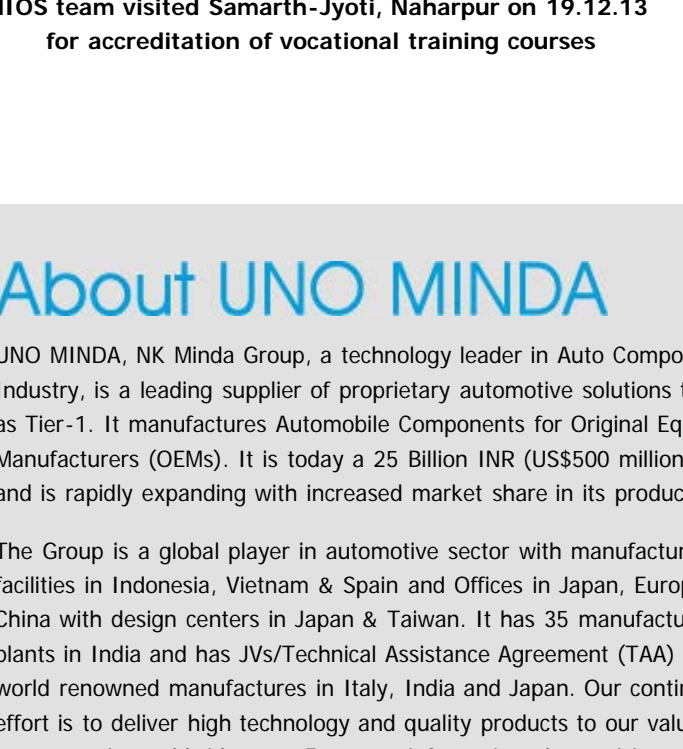 team visited Samarth-Jyoti, Naharpur on 19.12.13
for accreditation of vocational training courses
About UNO MINDA
UNO MINDA, NK Minda Group, a technology leader in Auto Compo
Industry, is a leading supplier of proprietary automotive solutions t
as Tier-1. It manufactures Automobile Components for Original Eq
Manufacturers (OEMs). It is today a 25 Billion INR (US$500 million
and is rapidly expanding with increased market share in its produc
The Group is a global player in automotive sector with manufactur
facilities in Indonesia, Vietnam & Spain and Offices in Japan, Europ
China with design centers in Japan & Taiwan. It has 35 manufactu
plants in India and has JVs/Technical Assistance Agreement (TAA)
world renowned manufactures in Italy, India and Japan. Our contin
effort is to deliver high technology and quality products to our valu